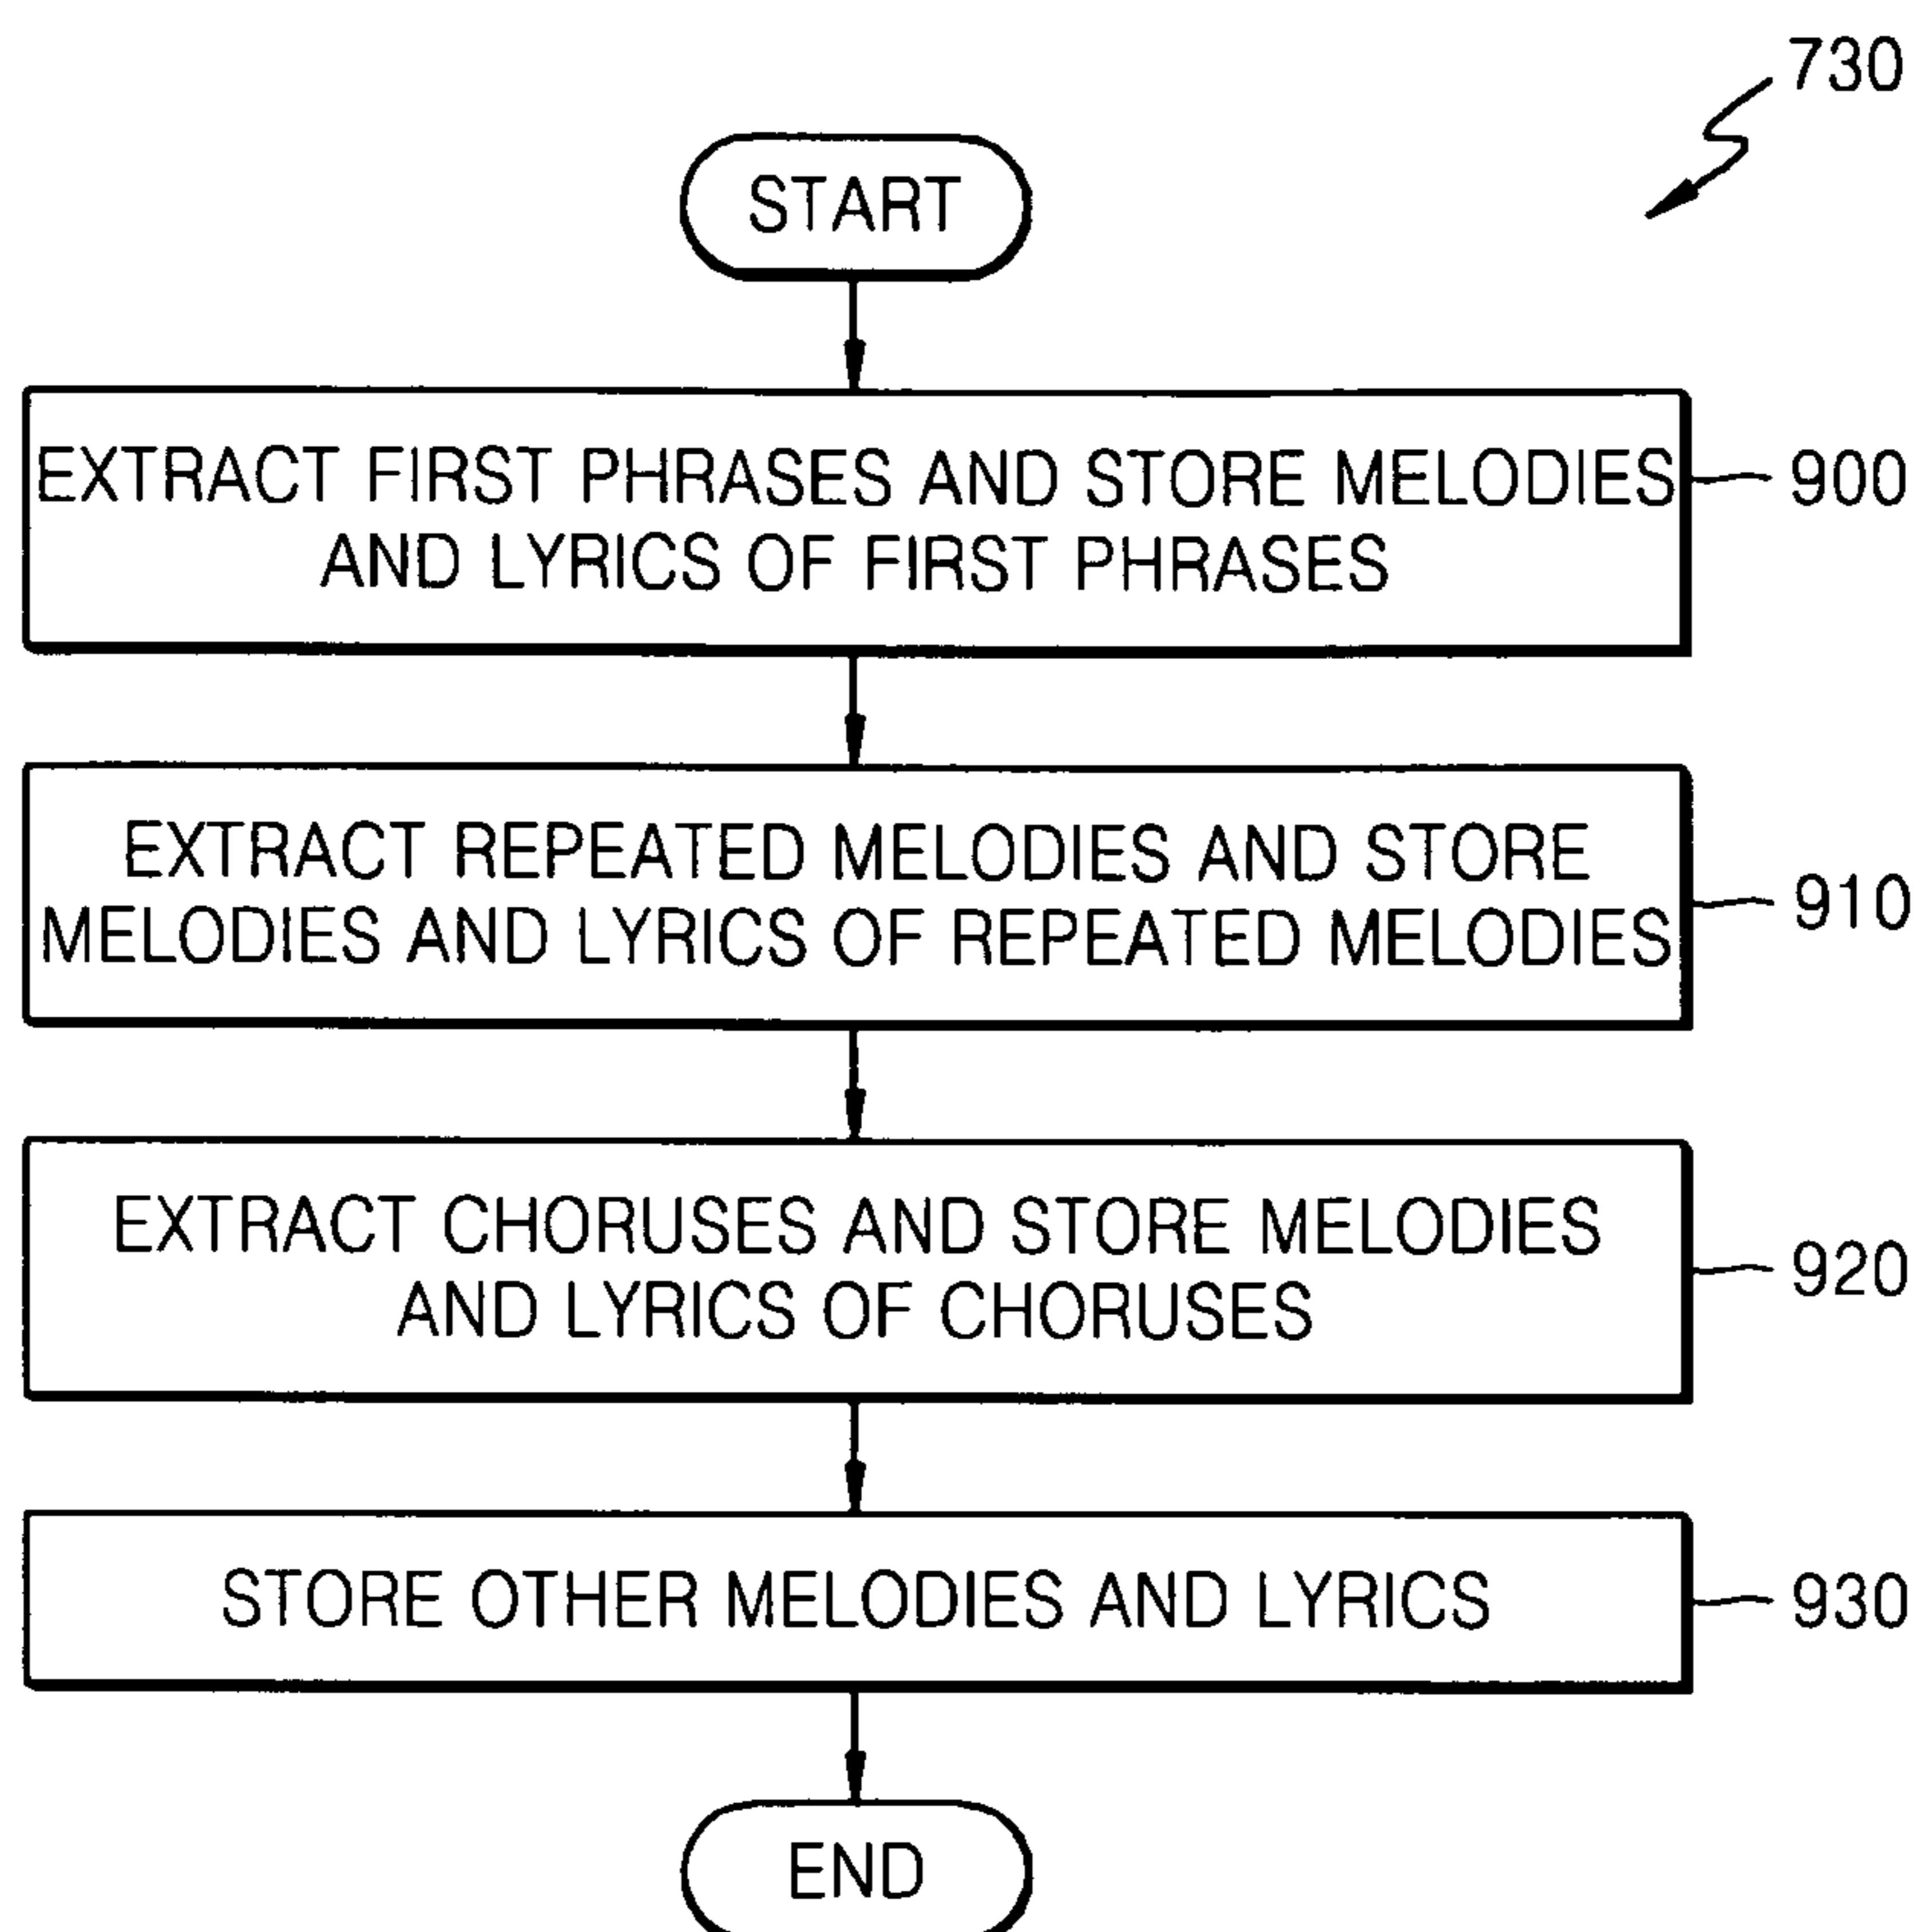 730
START
EXTRACT FIRST PHRASES AND STORE MELODIES
AND LYRICS OF FIRST PHRASES
900
EXTRACT REPEATED MELODIES AND STORE
MELODIES AND LYRICS OF REPEATED MELODIES
910
EXTRACT CHORUSES AND STORE MELODIES
AND LYRICS OF CHORUSES
920
STORE OTHER MELODIES AND LYRICS
930
END